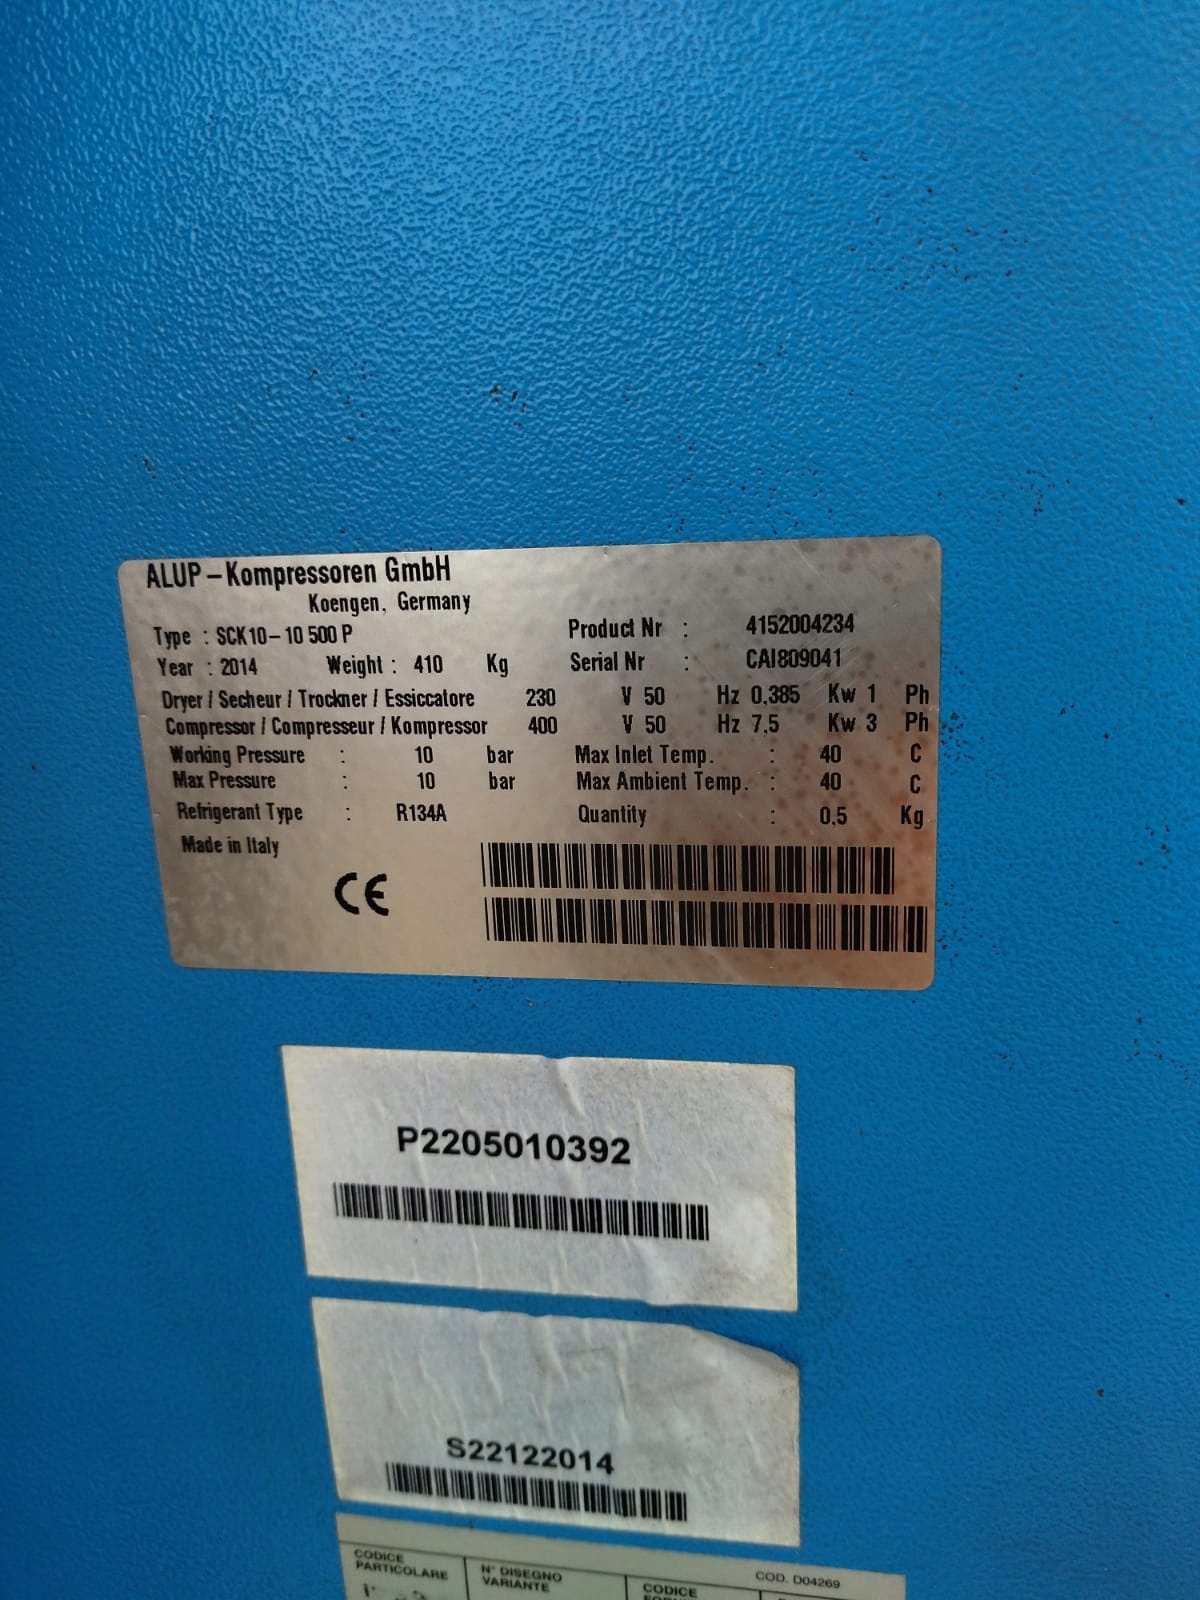 ALUP – Kompressoren GmbH
Koengen, Germany
Type : SCK 10 – 10 500 P Product Nr : 4152004234
Year : 2014 Weight : 410 Kg Serial Nr : CAI809041
Dryer / Secheur / Trockner / Essiccatore 230 V 50 Hz 0,385 Kw 1 Ph
Compressor / Compresseur / Kompressor 400 V 50 Hz 7,5 Kw 3 Ph
Working Pressure : 10 bar Max Inlet Temp. : 40 C
Max Pressure : 10 bar Max Ambient Temp. : 40 C
Refrigerant Type : R134A Quantity : 0,5 Kg
Made in Italy
CE
P2205010392
S22122014
CODICE PARTICOLARE N° DISEGNO VARIANTE CODICE COD. D04269